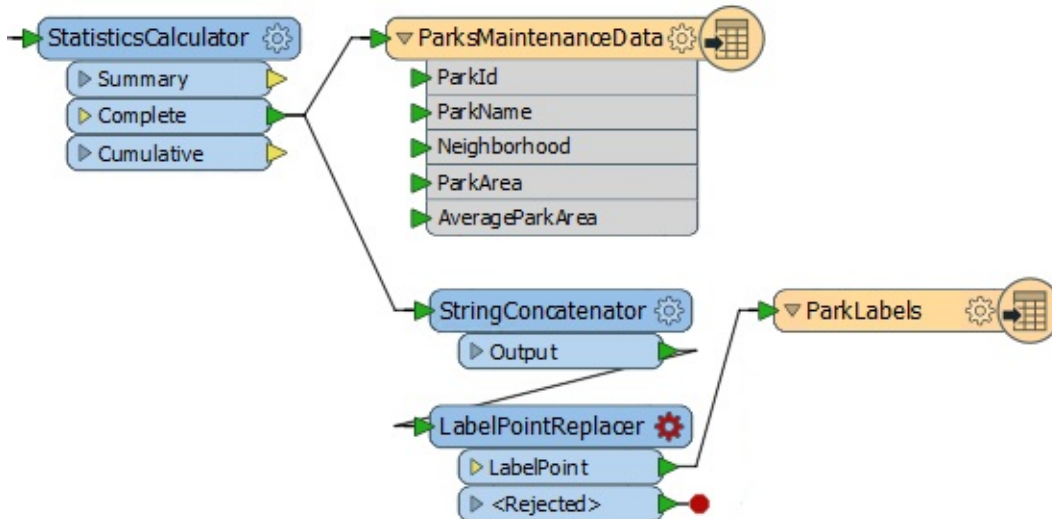 StatisticsCalculator
Summary
Complete
Cumulative
ParksMaintenanceData
ParkId
ParkName
Neighborhood
ParkArea
AverageParkArea
StringConcatenator
Output
LabelPointReplacer
LabelPoint
<Rejected>
ParkLabels